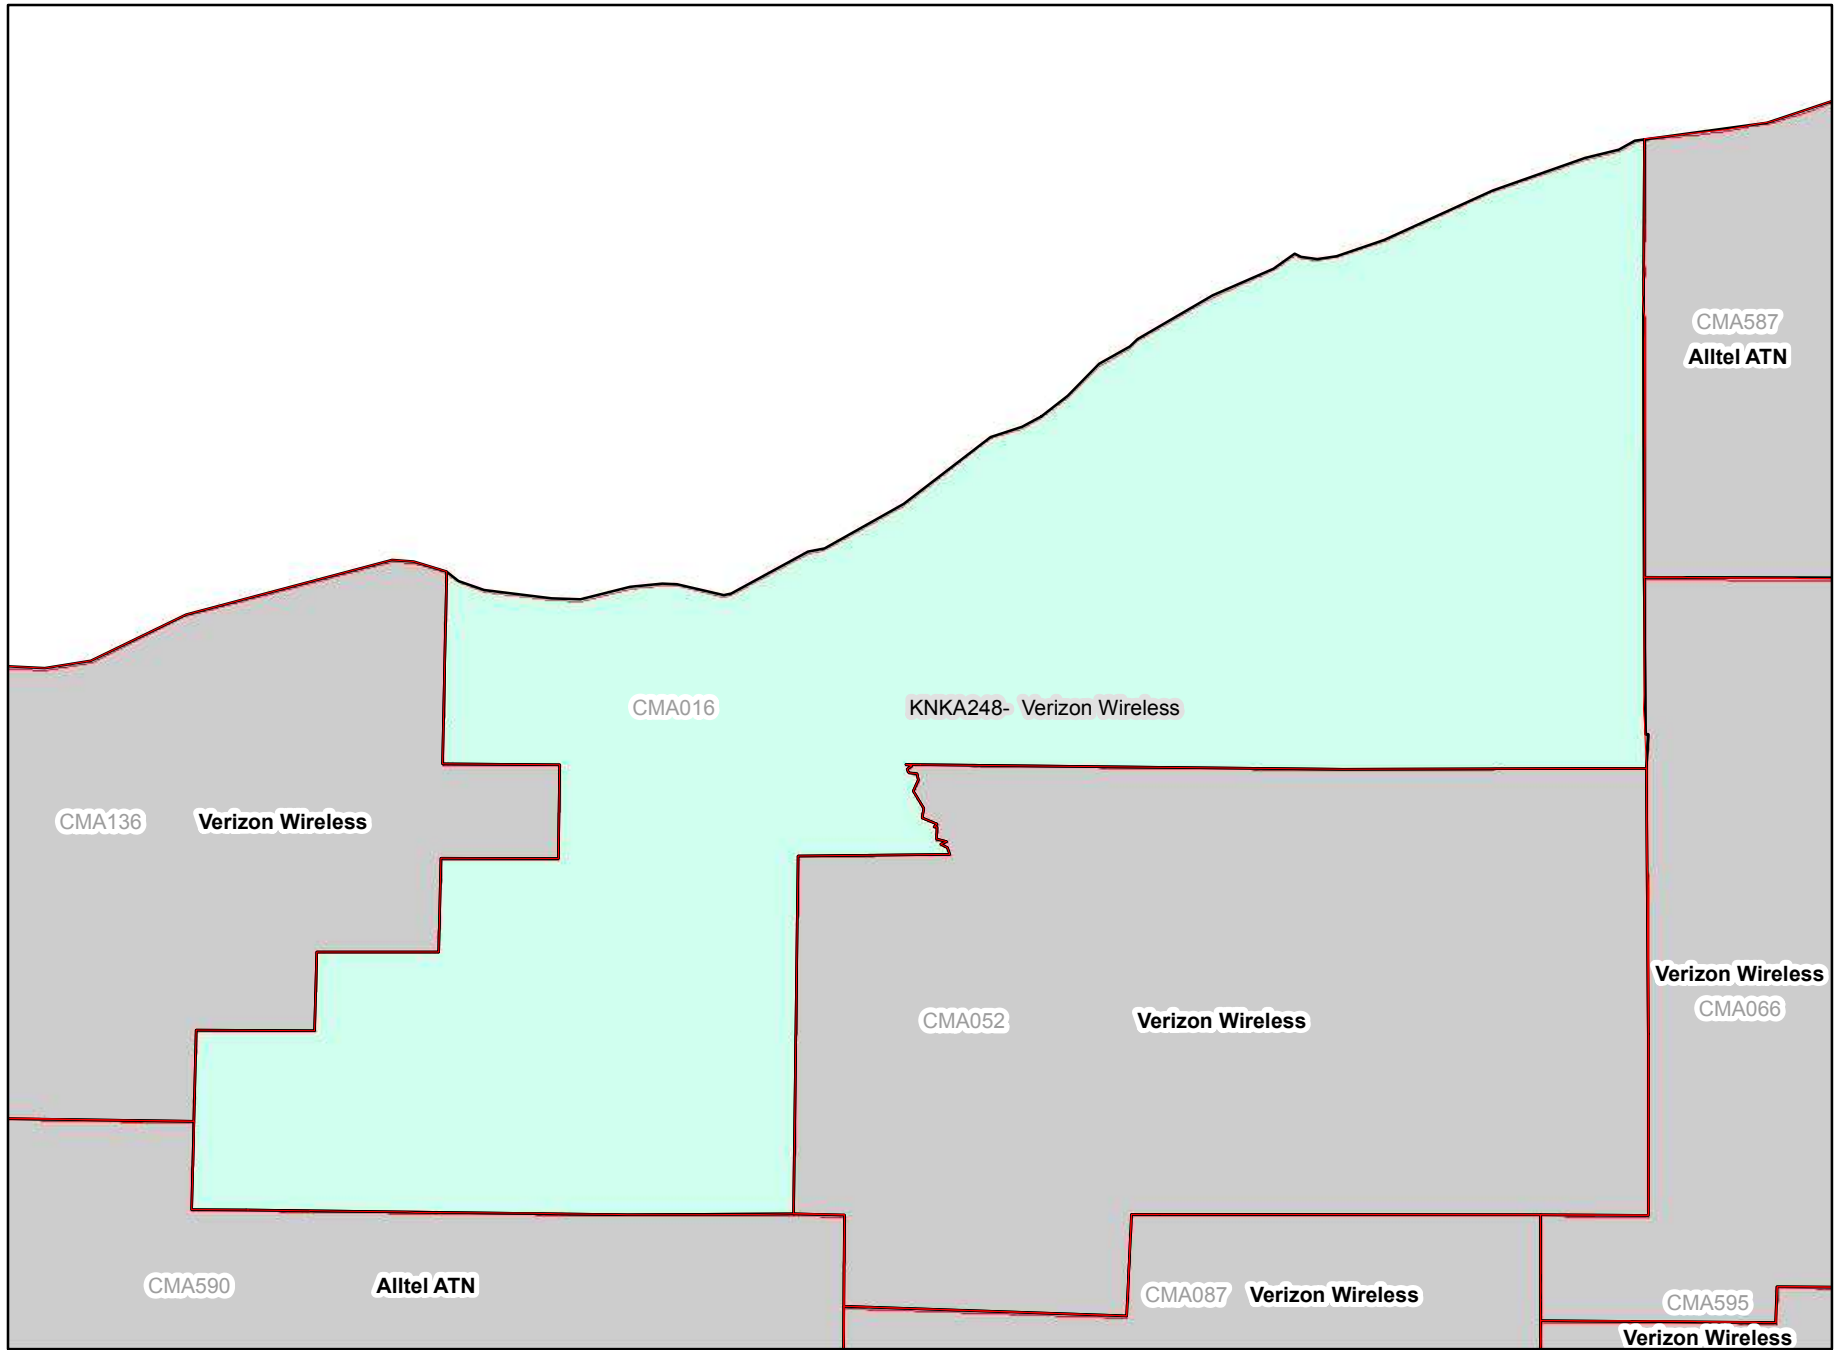 CMA587
Alltel ATN
CMA016
KNKA248- Verizon Wireless
CMA136
Verizon Wireless
Verizon Wireless
CMA066
CMA052
Verizon Wireless
CMA590
Alltel ATN
CMA087
Verizon Wireless
CMA595
Verizon Wireless